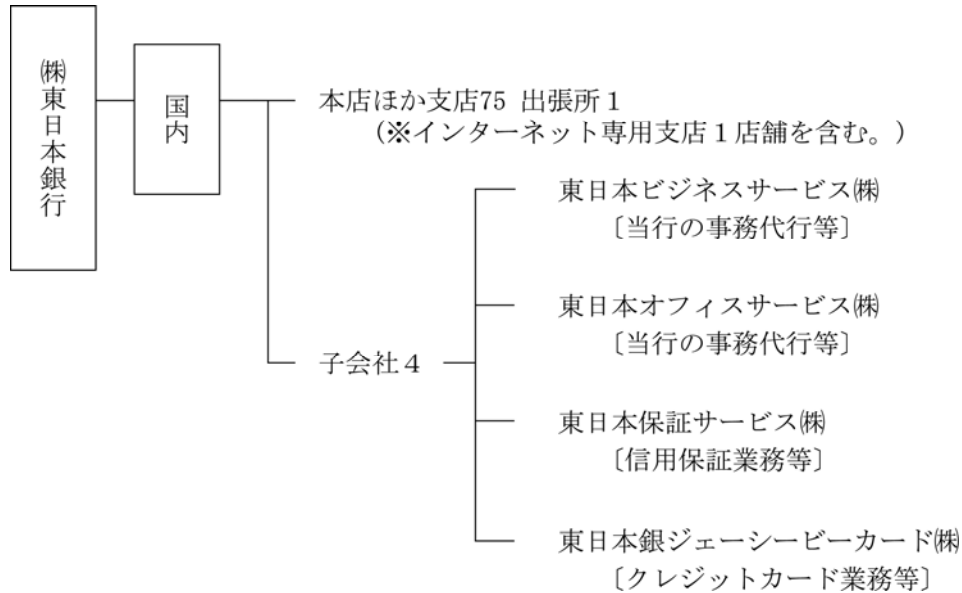 ㈱東日本銀行
国内
本店ほか支店75 出張所１
（※インターネット専用支店１店舗を含む。）
東日本ビジネスサービス㈱
〔当行の事務代行等〕
東日本オフィスサービス㈱
〔当行の事務代行等〕
子会社４
東日本保証サービス㈱
〔信用保証業務等〕
東日本銀ジェーシービーカード㈱
〔クレジットカード業務等〕